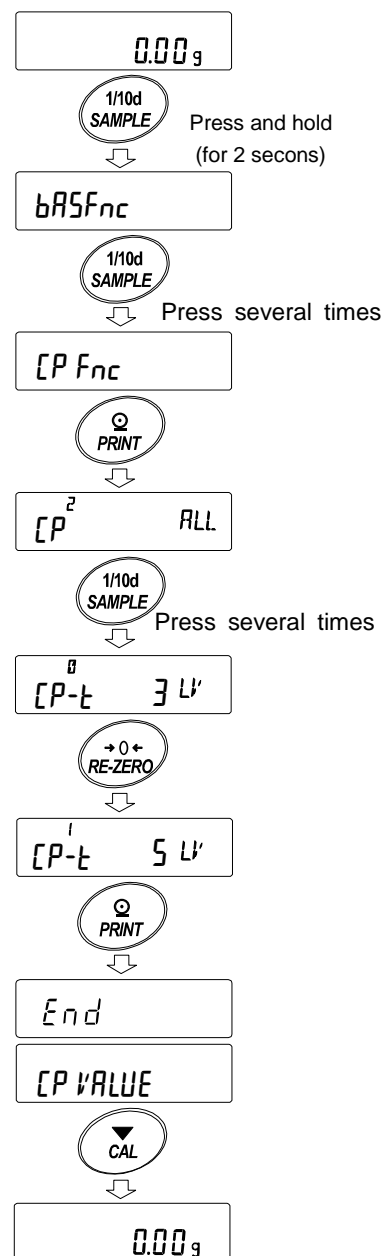 0.00 g
1/10d
SAMPLE
Press and hold
(for 2 secons)
bASFnc
1/10d
SAMPLE
Press several times
CP Fnc
PRINT
2
CP ALL
1/10d
SAMPLE
Press several times
0
CP-t 3 LV
→0←
RE-ZERO
1
CP-t 5 LV
PRINT
End
CP VALUE
CAL
0.00 g